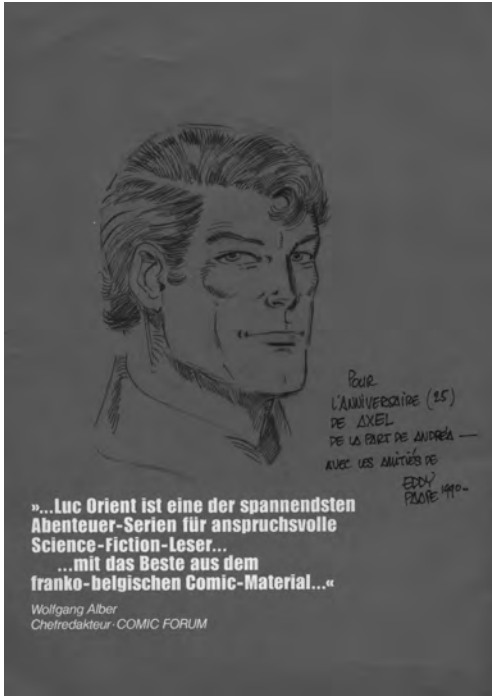 POUR
L'ANNIVERSAIRE (25)
DE AXEL
DE LA PART DE ANDRÉA —
AVEC LES AMITIÉS DE
EDDY
PAAPE 1990-
»...Luc Orient ist eine der spannendsten
Abenteuer-Serien für anspruchsvolle
Science-Fiction-Leser...
...mit das Beste aus dem
franko-belgischen Comic-Material...«
Wolfgang Alber
Chefredakteur·COMIC FORUM